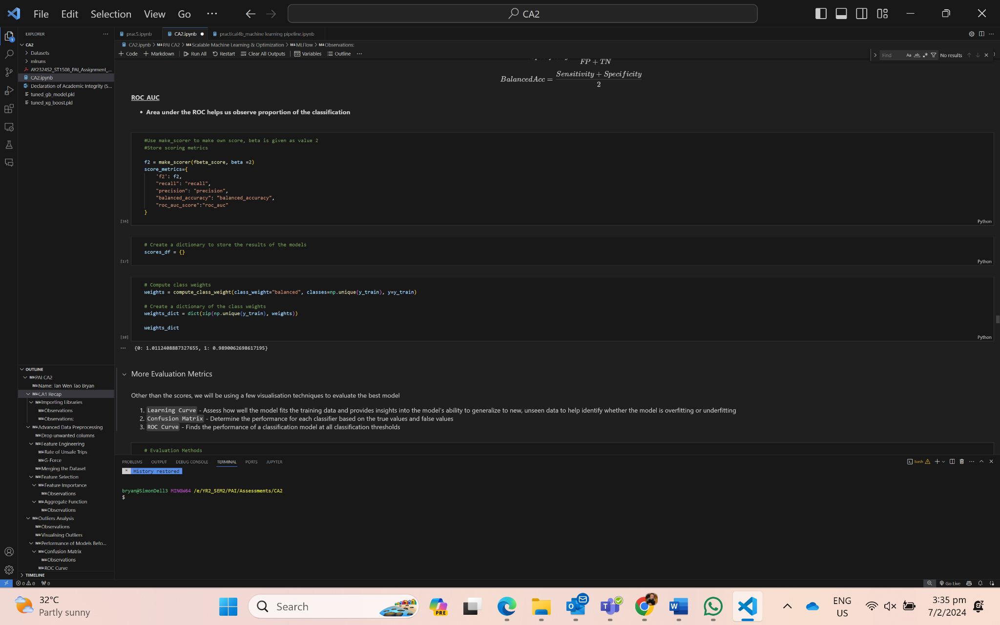 File Edit Selection View Go ···
CA2
EXPLORER
CA2
Datasets
mlruns
AY2324S2_ST1508_PAI_Assignment_...
CA2.ipynb
Declaration of Academic Integrity (S...
tuned_gb_model.pkl
tuned_xg_boost.pkl
OUTLINE
M↓PAI CA2
M↓Name: Tan Wen Tao Bryan
M↓CA1 Recap
M↓Importing Libraries
M↓Observations
M↓Observations:
M↓Advanced Data Preprocessing
M↓Drop unwanted columns
M↓Feature Engineering
M↓Rate of Unsafe Trips
M↓G-Force
M↓Merging the Dataset
M↓Feature Selection
M↓Feature Importance
M↓Observations
M↓Aggregate Function
M↓Observations
M↓Outliers Analysis
M↓Observations
M↓Visualising Outliers
M↓Performance of Models Befo...
M↓Confusion Matrix
M↓Observations
M↓ROC Curve
TIMELINE
prac5.ipynb CA2.ipynb practical4b_machine learning pipeline.ipynb
CA2.ipynb > M↓PAI CA2 > M↓Scalable Machine Learning & Optimization > M↓MLFlow > M↓Observations:
+ Code + Markdown Run All Restart Clear All Outputs Variables Outline ···
Find Aa ab No results
FP + TN
BalancedAcc = Sensitivity + Specificity
2
ROC AUC
• Area under the ROC helps us observe proportion of the classification
#Use make_scorer to make own score, beta is given as value 2
#Store scoring metrics
f2 = make_scorer(fbeta_score, beta =2)
score_metrics={
'f2': f2,
"recall": "recall",
"precision": "precision",
"balanced_accuracy": "balanced_accuracy",
"roc_auc_score":"roc_auc"
}
[16] Python
# Create a dictionary to store the results of the models
scores_df = {}
[17] Python
# Compute class weights
weights = compute_class_weight(class_weight="balanced", classes=np.unique(y_train), y=y_train)
# Create a dictionary of the class weights
weights_dict = dict(zip(np.unique(y_train), weights))
weights_dict
[18] Python
··· {0: 1.0112408887327655, 1: 0.9890062698617195}
More Evaluation Metrics
Other than the scores, we will be using a few visualisation techniques to evaluate the best model
1. Learning Curve - Assess how well the model fits the training data and provides insights into the model's ability to generalize to new, unseen data to help identify whether the model is overfitting or underfitting
2. Confusion Matrix - Determine the performance for each classifier based on the true values and false values
3. ROC Curve - Finds the performance of a classification model at all classification thresholds
# Evaluation Methods
PROBLEMS OUTPUT DEBUG CONSOLE TERMINAL PORTS JUPYTER
bash
* History restored
bryan@SimonDell3 MINGW64 /e/YR2_SEM2/PAI/Assessments/CA2
$
0 0 0
Go Live
32°C
Partly sunny
Search
PRE
ENG
US
3:35 pm
7/2/2024